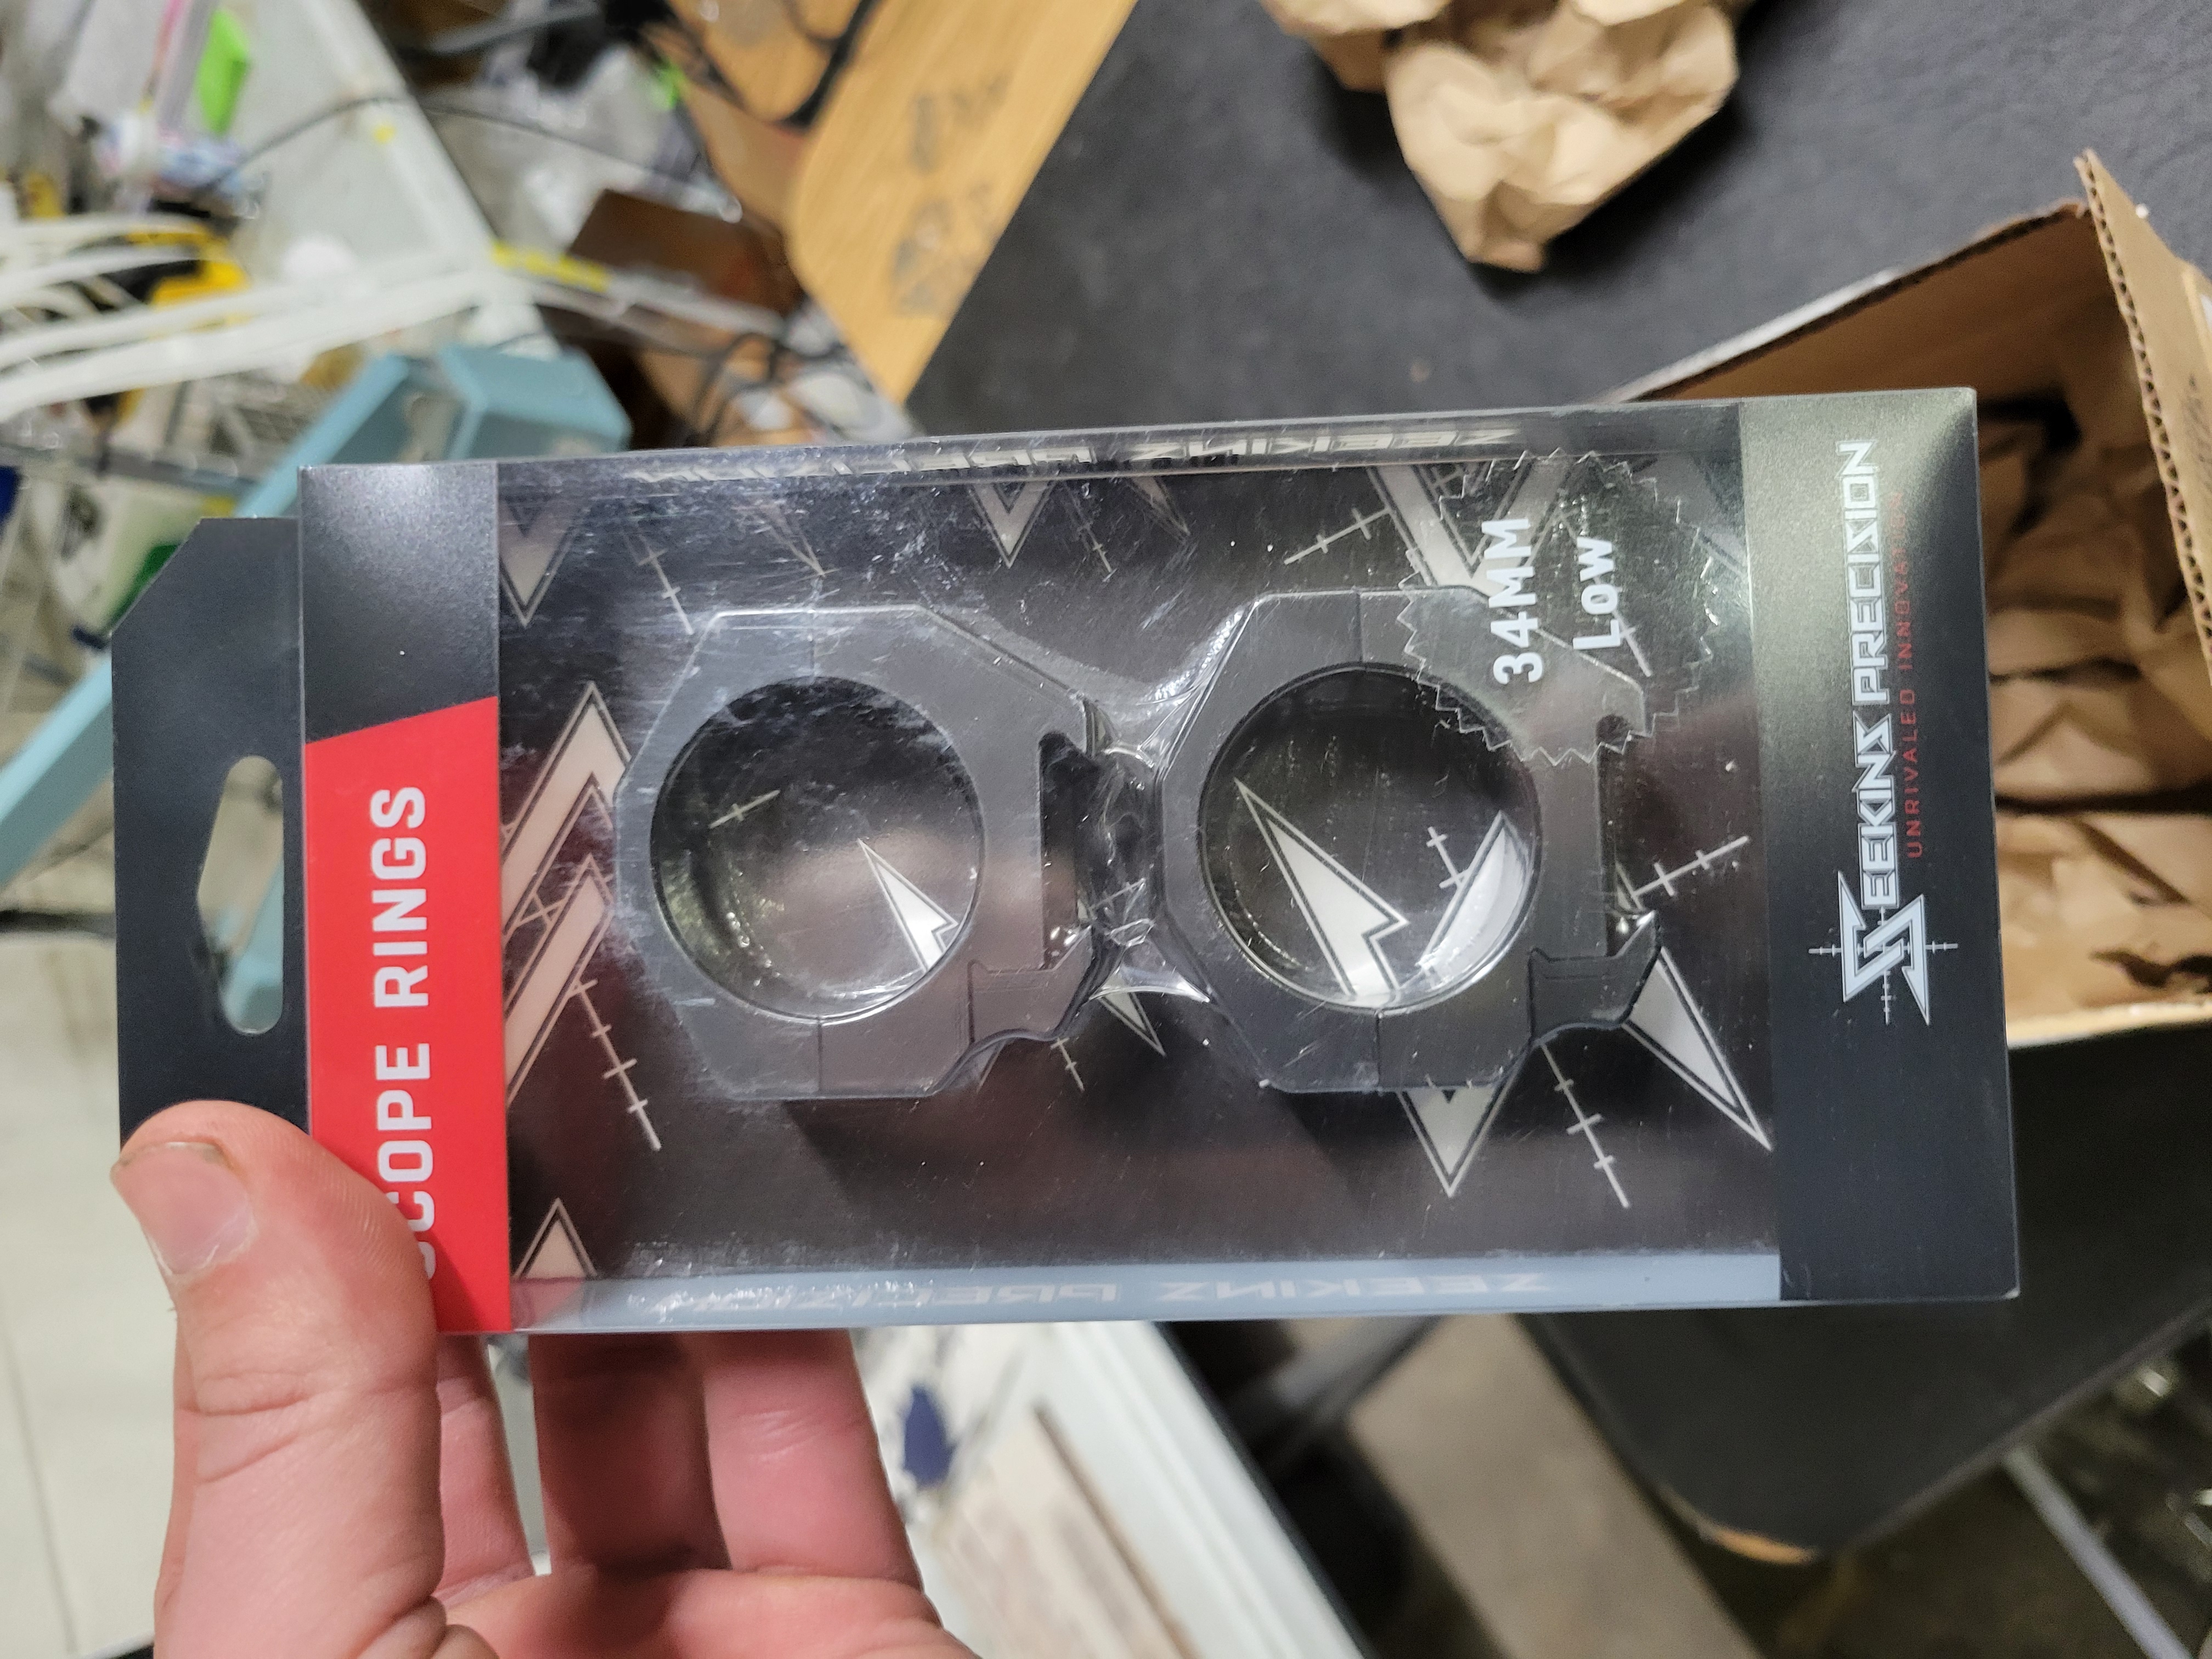 SCOPE RINGS
34MM
Low
SEEKINS PRECISION
UNRIVALED INNOVATION
SEEKINS PRECISION
SEEKINS PRECISION